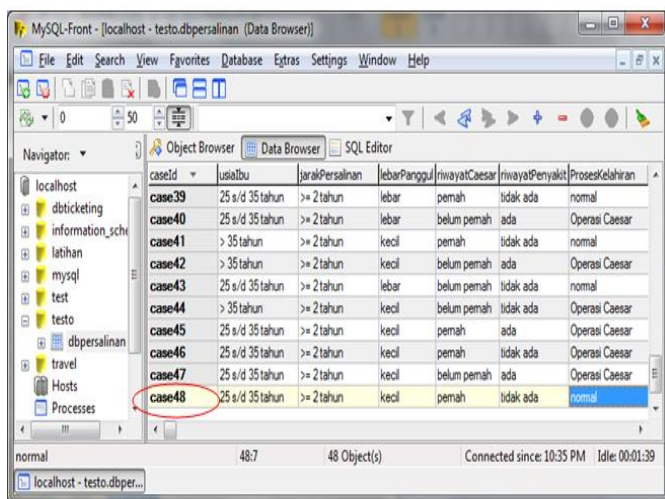 MySQL-Front - [localhost - testo.dbpersalinan (Data Browser)]
File Edit Search View Favorites Database Extras Settings Window Help
0 50
Navigator: Object Browser Data Browser SQL Editor
localhost
dbticketing
information_sche
latihan
mysql
test
testo
dbpersalinan
travel
Hosts
Processes
caseId usiaIbu jarakPersalinan lebarPanggul riwayatCaesar riwayatPenyakit ProsesKelahiran
case39 25 s/d 35 tahun >= 2 tahun lebar pernah tidak ada normal
case40 25 s/d 35 tahun >= 2 tahun lebar belum pernah ada Operasi Caesar
case41 > 35 tahun >= 2 tahun kecil pernah tidak ada normal
case42 > 35 tahun >= 2 tahun kecil belum pernah ada Operasi Caesar
case43 25 s/d 35 tahun >= 2 tahun lebar belum pernah tidak ada normal
case44 > 35 tahun >= 2 tahun kecil belum pernah tidak ada Operasi Caesar
case45 25 s/d 35 tahun >= 2 tahun kecil pernah ada Operasi Caesar
case46 25 s/d 35 tahun >= 2 tahun kecil pernah tidak ada Operasi Caesar
case47 25 s/d 35 tahun >= 2 tahun kecil belum pernah ada Operasi Caesar
case48 25 s/d 35 tahun >= 2 tahun kecil pernah tidak ada normal
normal 48:7 48 Object(s) Connected since: 10:35 PM Idle: 00:01:39
localhost - testo.dbper...